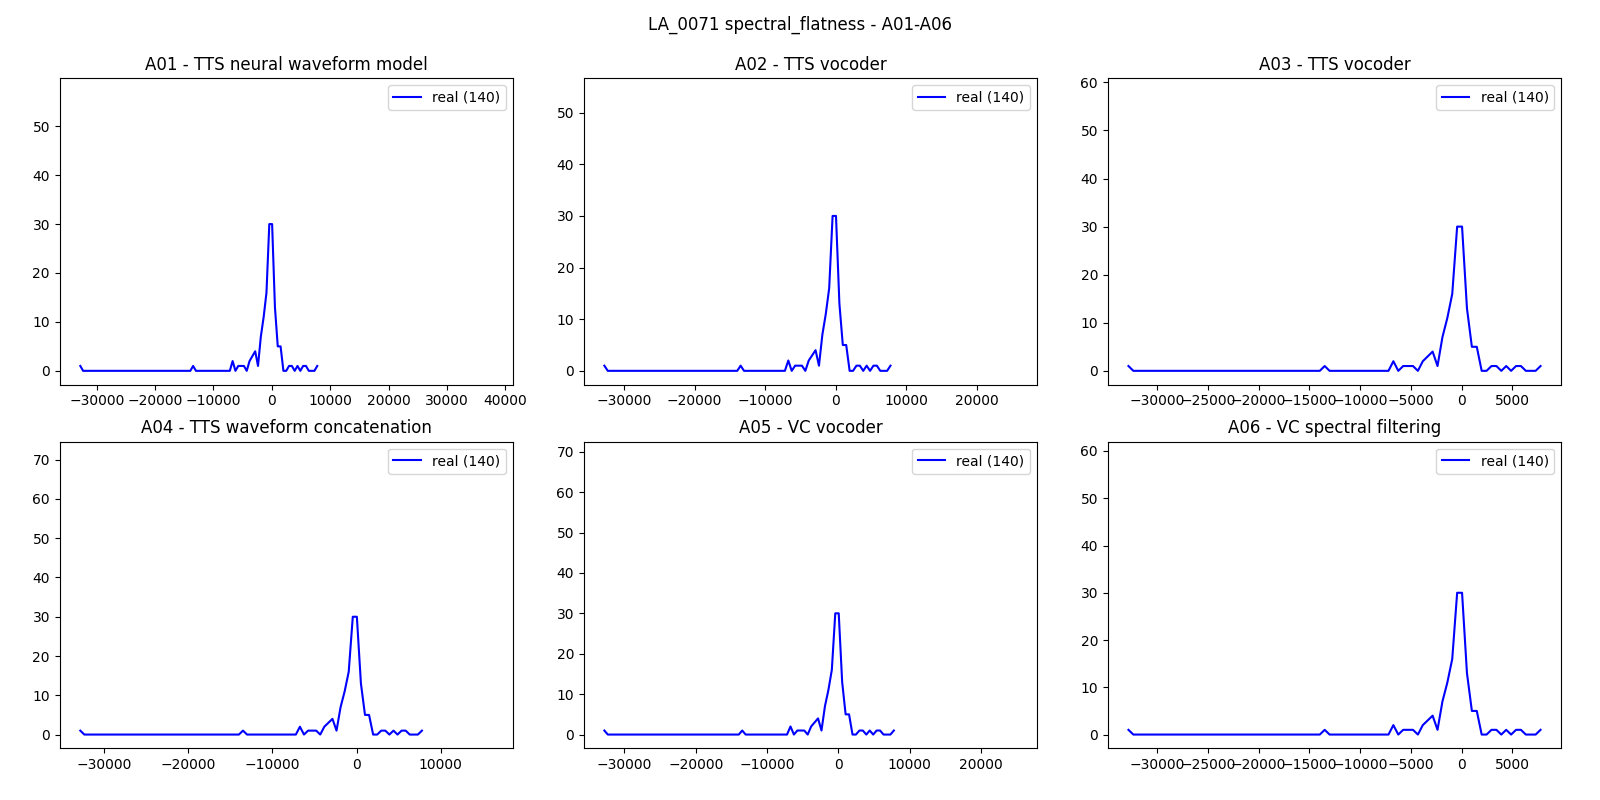 LA_0071 spectral_flatness - A01-A06
A01 - TTS neural waveform model
real (140)
50
40
30
20
10
0
−30000 −20000 −10000 0 10000 20000 30000 40000
A02 - TTS vocoder
real (140)
50
40
30
20
10
0
−30000 −20000 −10000 0 10000 20000
A03 - TTS vocoder
real (140)
60
50
40
30
20
10
0
−30000 −25000 −20000 −15000 −10000 −5000 0 5000
A04 - TTS waveform concatenation
real (140)
70
60
50
40
30
20
10
0
−30000 −20000 −10000 0 10000
A05 - VC vocoder
real (140)
70
60
50
40
30
20
10
0
−30000 −20000 −10000 0 10000 20000
A06 - VC spectral filtering
real (140)
60
50
40
30
20
10
0
−30000 −25000 −20000 −15000 −10000 −5000 0 5000